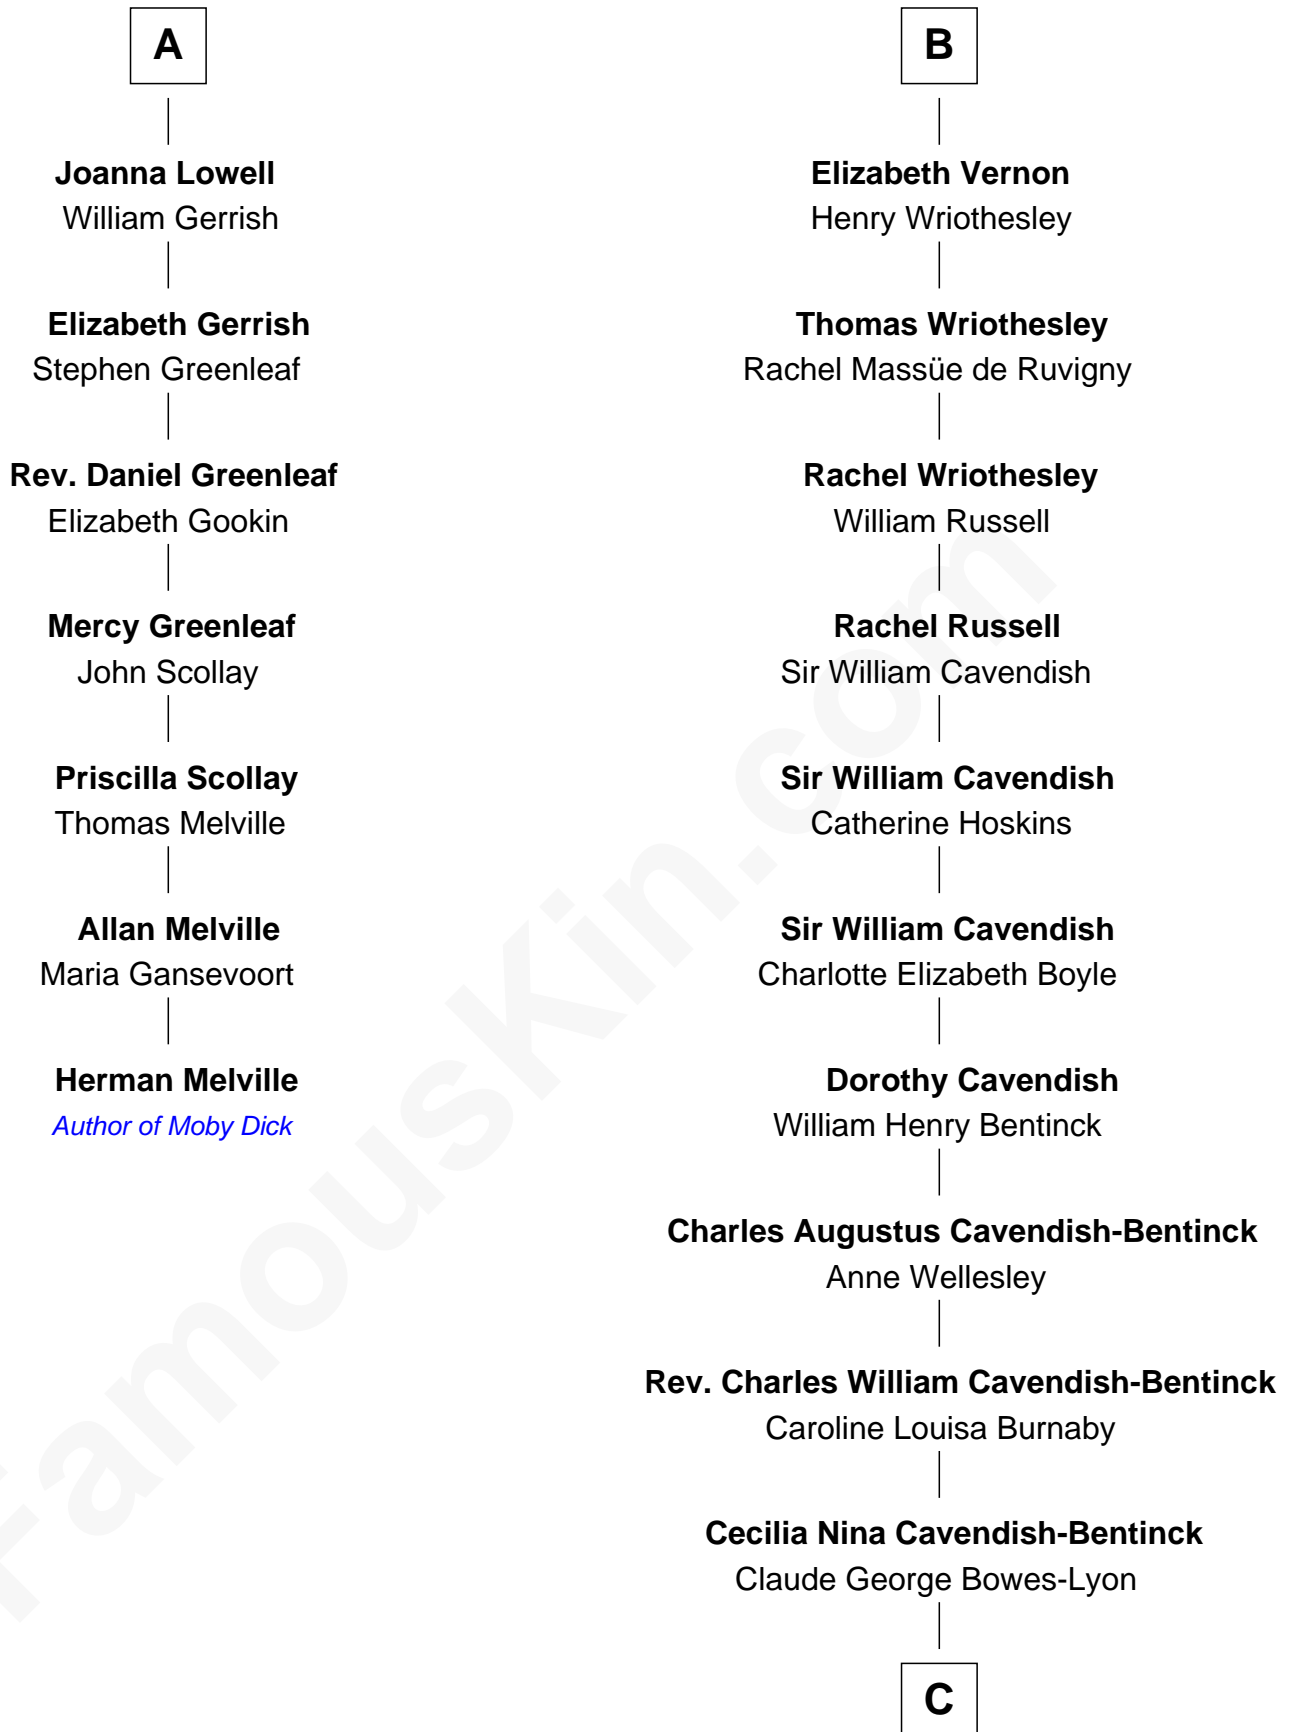 A
Joanna Lowell
William Gerrish
Elizabeth Gerrish
Stephen Greenleaf
Rev. Daniel Greenleaf
Elizabeth Gookin
Mercy Greenleaf
John Scollay
Priscilla Scollay
Thomas Melville
Allan Melville
Maria Gansevoort
Herman Melville
Author of Moby Dick
B
Elizabeth Vernon
Henry Wriothesley
Thomas Wriothesley
Rachel Massüe de Ruvigny
Rachel Wriothesley
William Russell
Rachel Russell
Sir William Cavendish
Sir William Cavendish
Catherine Hoskins
Sir William Cavendish
Charlotte Elizabeth Boyle
Dorothy Cavendish
William Henry Bentinck
Charles Augustus Cavendish-Bentinck
Anne Wellesley
Rev. Charles William Cavendish-Bentinck
Caroline Louisa Burnaby
Cecilia Nina Cavendish-Bentinck
Claude George Bowes-Lyon
C
FamousKin.com